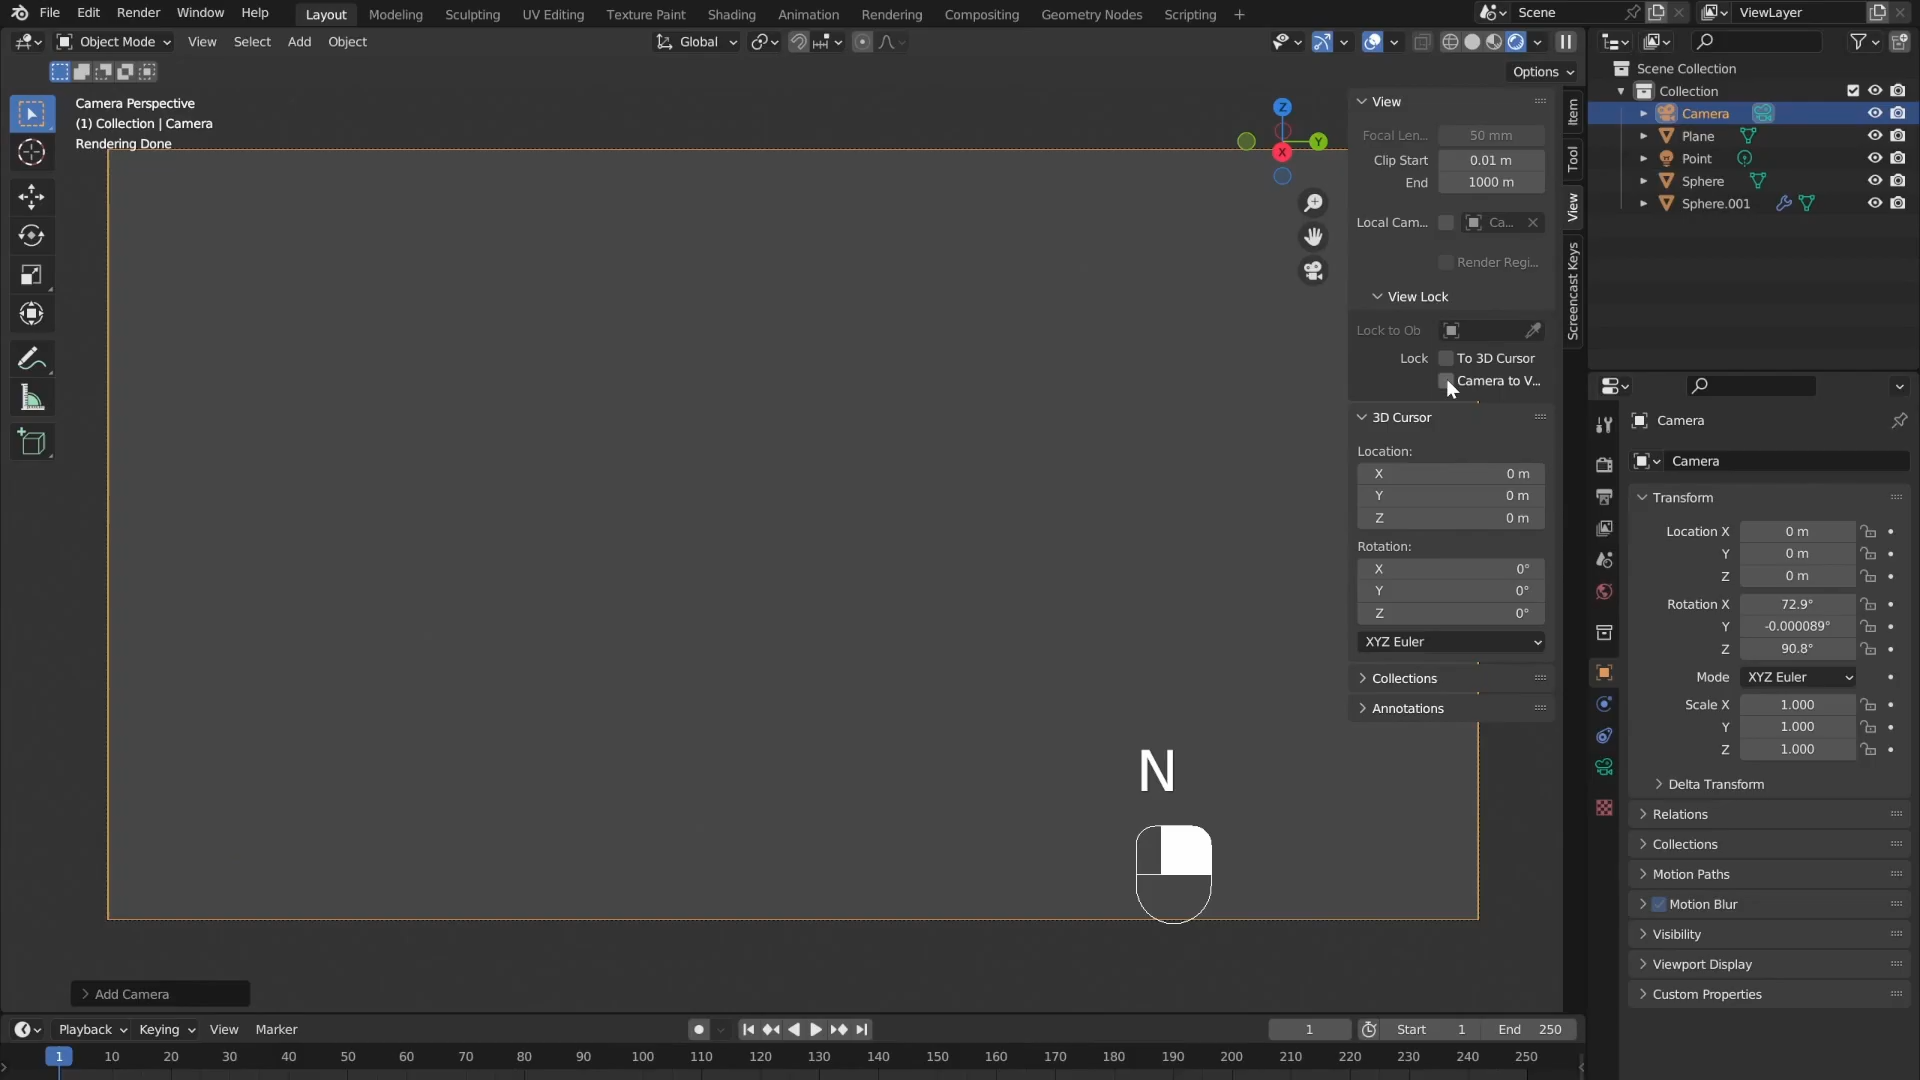 File Edit Render Window Help Layout Modeling Sculpting UV Editing Texture Paint Shading Animation Rendering Compositing Geometry Nodes Scripting + Scene ViewLayer
Object Mode View Select Add Object Global
Options
Camera Perspective
(1) Collection | Camera
Rendering Done
Z
Y
X
View
Focal Len... 50 mm
Clip Start 0.01 m
End 1000 m
Local Cam... Ca...
Render Regi...
View Lock
Lock to Ob
Lock To 3D Cursor
Camera to V...
3D Cursor
Location:
X 0 m
Y 0 m
Z 0 m
Rotation:
X 0°
Y 0°
Z 0°
XYZ Euler
Collections
Annotations
Item
Tool
View
Screencast Keys
Scene Collection
Collection
Camera
Plane
Point
Sphere
Sphere.001
Camera
Camera
Transform
Location X 0 m
Y 0 m
Z 0 m
Rotation X 72.9°
Y -0.000089°
Z 90.8°
Mode XYZ Euler
Scale X 1.000
Y 1.000
Z 1.000
Delta Transform
Relations
Collections
Motion Paths
Motion Blur
Visibility
Viewport Display
Custom Properties
N
Add Camera
Playback Keying View Marker 1 Start 1 End 250
1 10 20 30 40 50 60 70 80 90 100 110 120 130 140 150 160 170 180 190 200 210 220 230 240 250